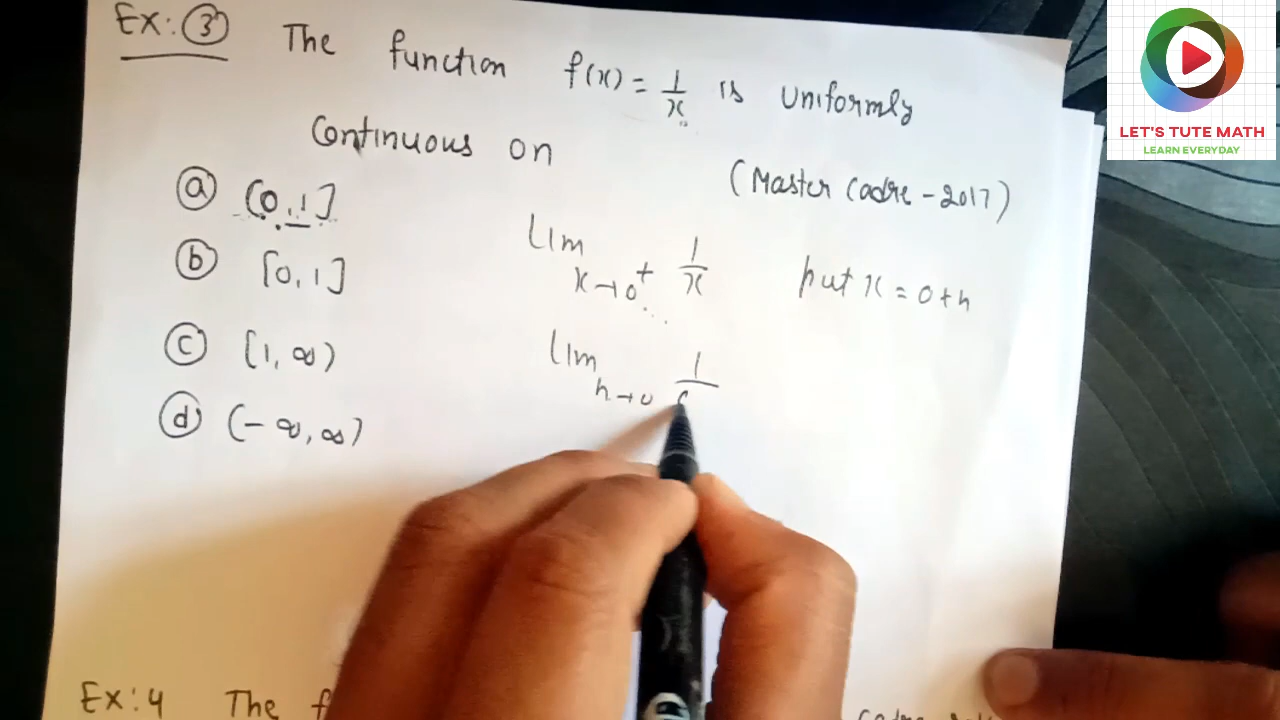 Ex: ③ The function f(x) = 1/x is Uniformly
Continuous on
(Master Cadre - 2017)
ⓐ (0, 1]
ⓑ [0, 1]
ⓒ [1, ∞)
ⓓ (-∞, ∞)
Lim x→0⁺ 1/x put x = 0+h
Lim h→0 1/
Ex: 4 The f
LET'S TUTE MATH
LEARN EVERYDAY